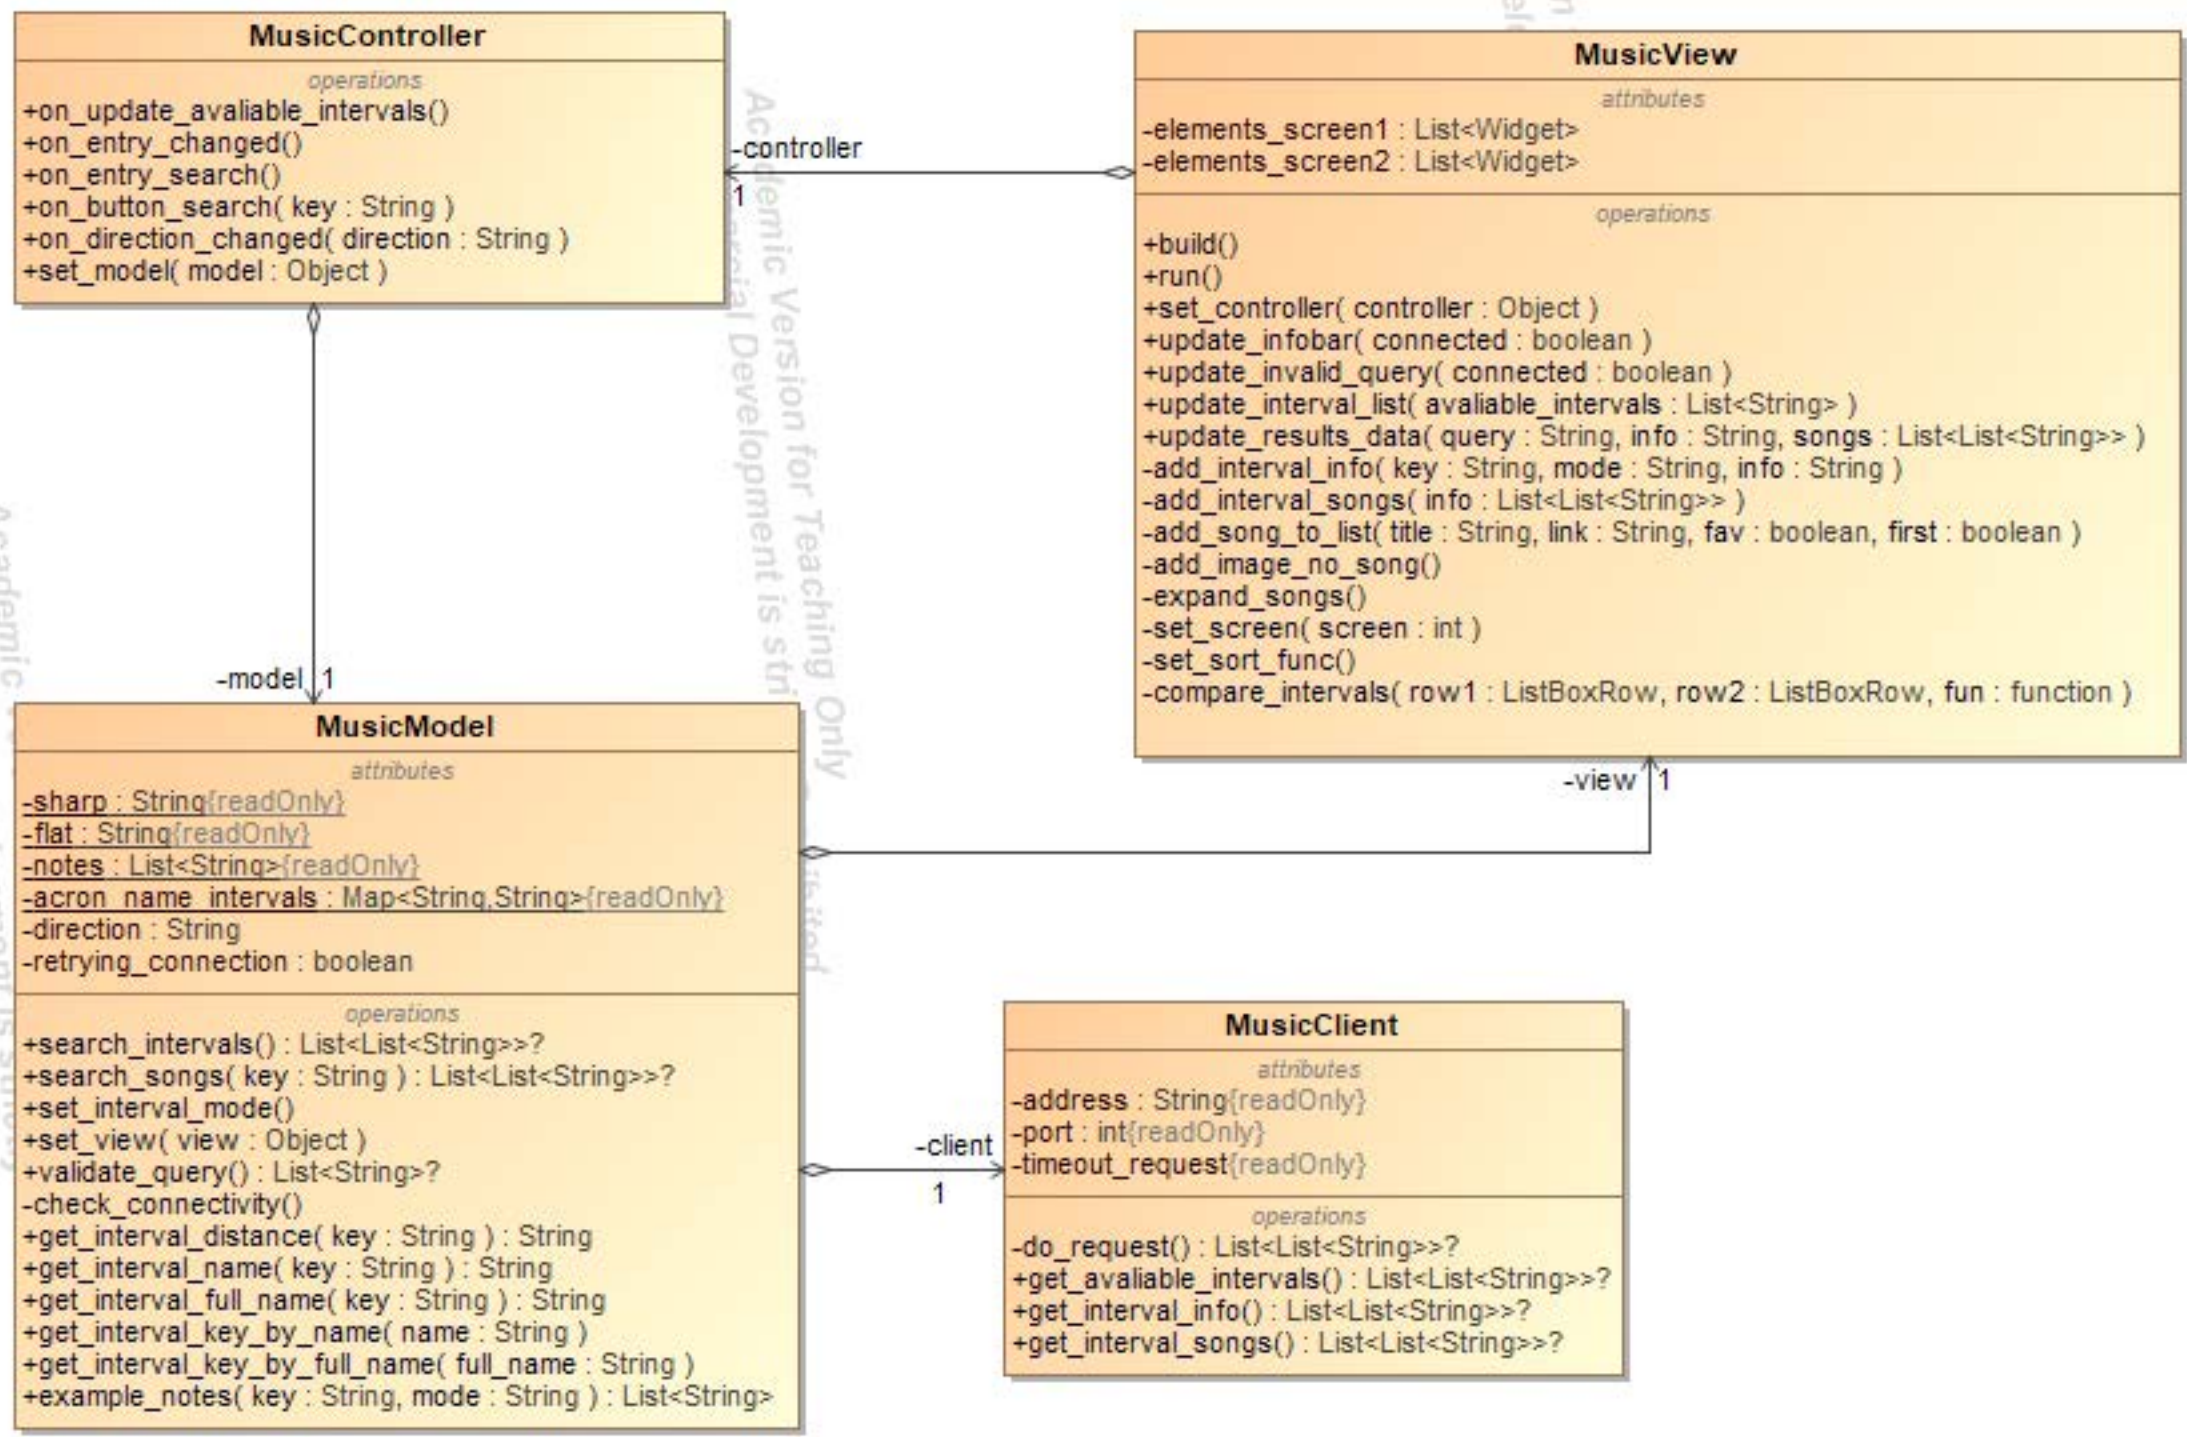 MusicController
operations
+on_update_avaliable_intervals()
+on_entry_changed()
+on_entry_search()
+on_button_search( key : String )
+on_direction_changed( direction : String )
+set_model( model : Object )
-controller
1
MusicView
attributes
-elements_screen1 : List<Widget>
-elements_screen2 : List<Widget>
operations
+build()
+run()
+set_controller( controller : Object )
+update_infobar( connected : boolean )
+update_invalid_query( connected : boolean )
+update_interval_list( avaliable_intervals : List<String> )
+update_results_data( query : String, info : String, songs : List<List<String>> )
-add_interval_info( key : String, mode : String, info : String )
-add_interval_songs( info : List<List<String>> )
-add_song_to_list( title : String, link : String, fav : boolean, first : boolean )
-add_image_no_song()
-expand_songs()
-set_screen( screen : int )
-set_sort_func()
-compare_intervals( row1 : ListBoxRow, row2 : ListBoxRow, fun : function )
Academic Version for Teaching Only
Development is
-model 1
-view 1
MusicModel
attributes
-sharp : String{readOnly}
-flat : String{readOnly}
-notes : List<String>{readOnly}
-acron_name_intervals : Map<String,String>{readOnly}
-direction : String
-retrying_connection : boolean
operations
+search_intervals() : List<List<String>>?
+search_songs( key : String ) : List<List<String>>?
+set_interval_mode()
+set_view( view : Object )
+validate_query() : List<String>?
-check_connectivity()
+get_interval_distance( key : String ) : String
+get_interval_name( key : String ) : String
+get_interval_full_name( key : String ) : String
+get_interval_key_by_name( name : String )
+get_interval_key_by_full_name( full_name : String )
+example_notes( key : String, mode : String ) : List<String>
-client
1
MusicClient
attributes
-address : String{readOnly}
-port : int{readOnly}
-timeout_request{readOnly}
operations
-do_request() : List<List<String>>?
+get_avaliable_intervals() : List<List<String>>?
+get_interval_info() : List<List<String>>?
+get_interval_songs() : List<List<String>>?